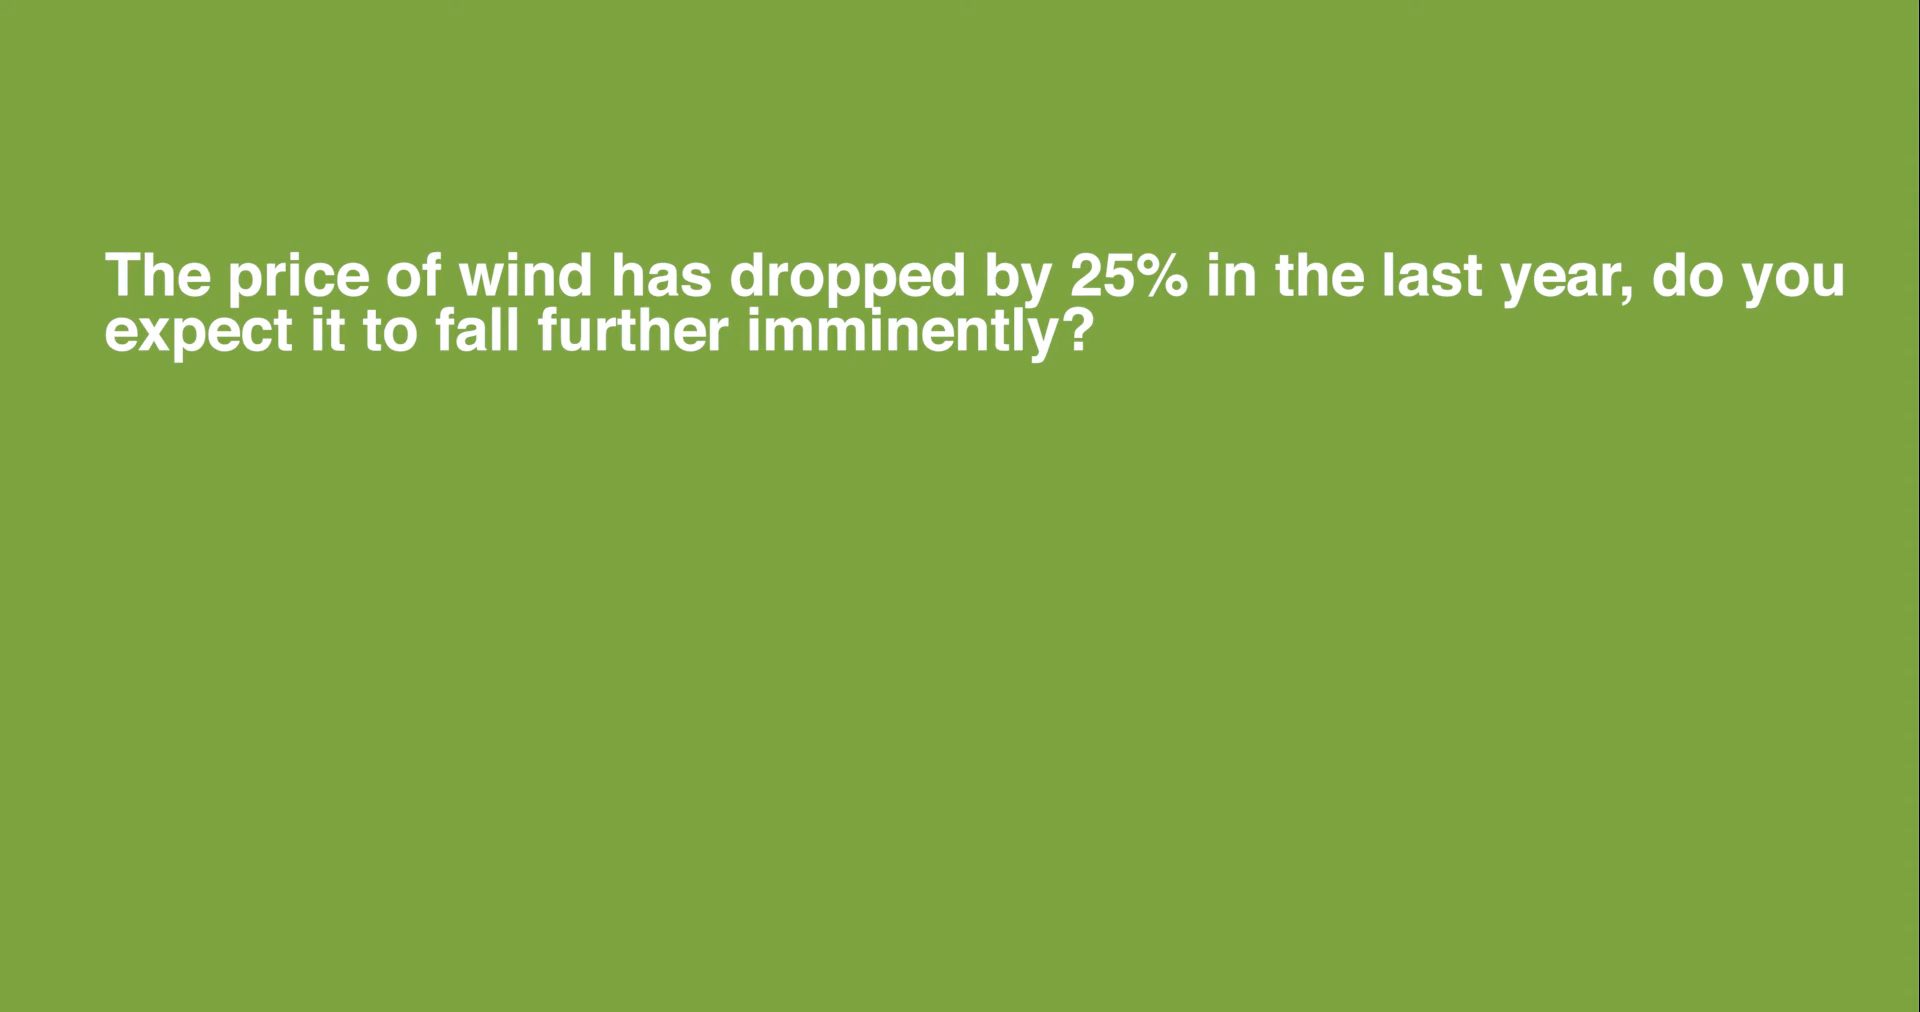 The price of wind has dropped by 25% in the last year, do you
expect it to fall further imminently?